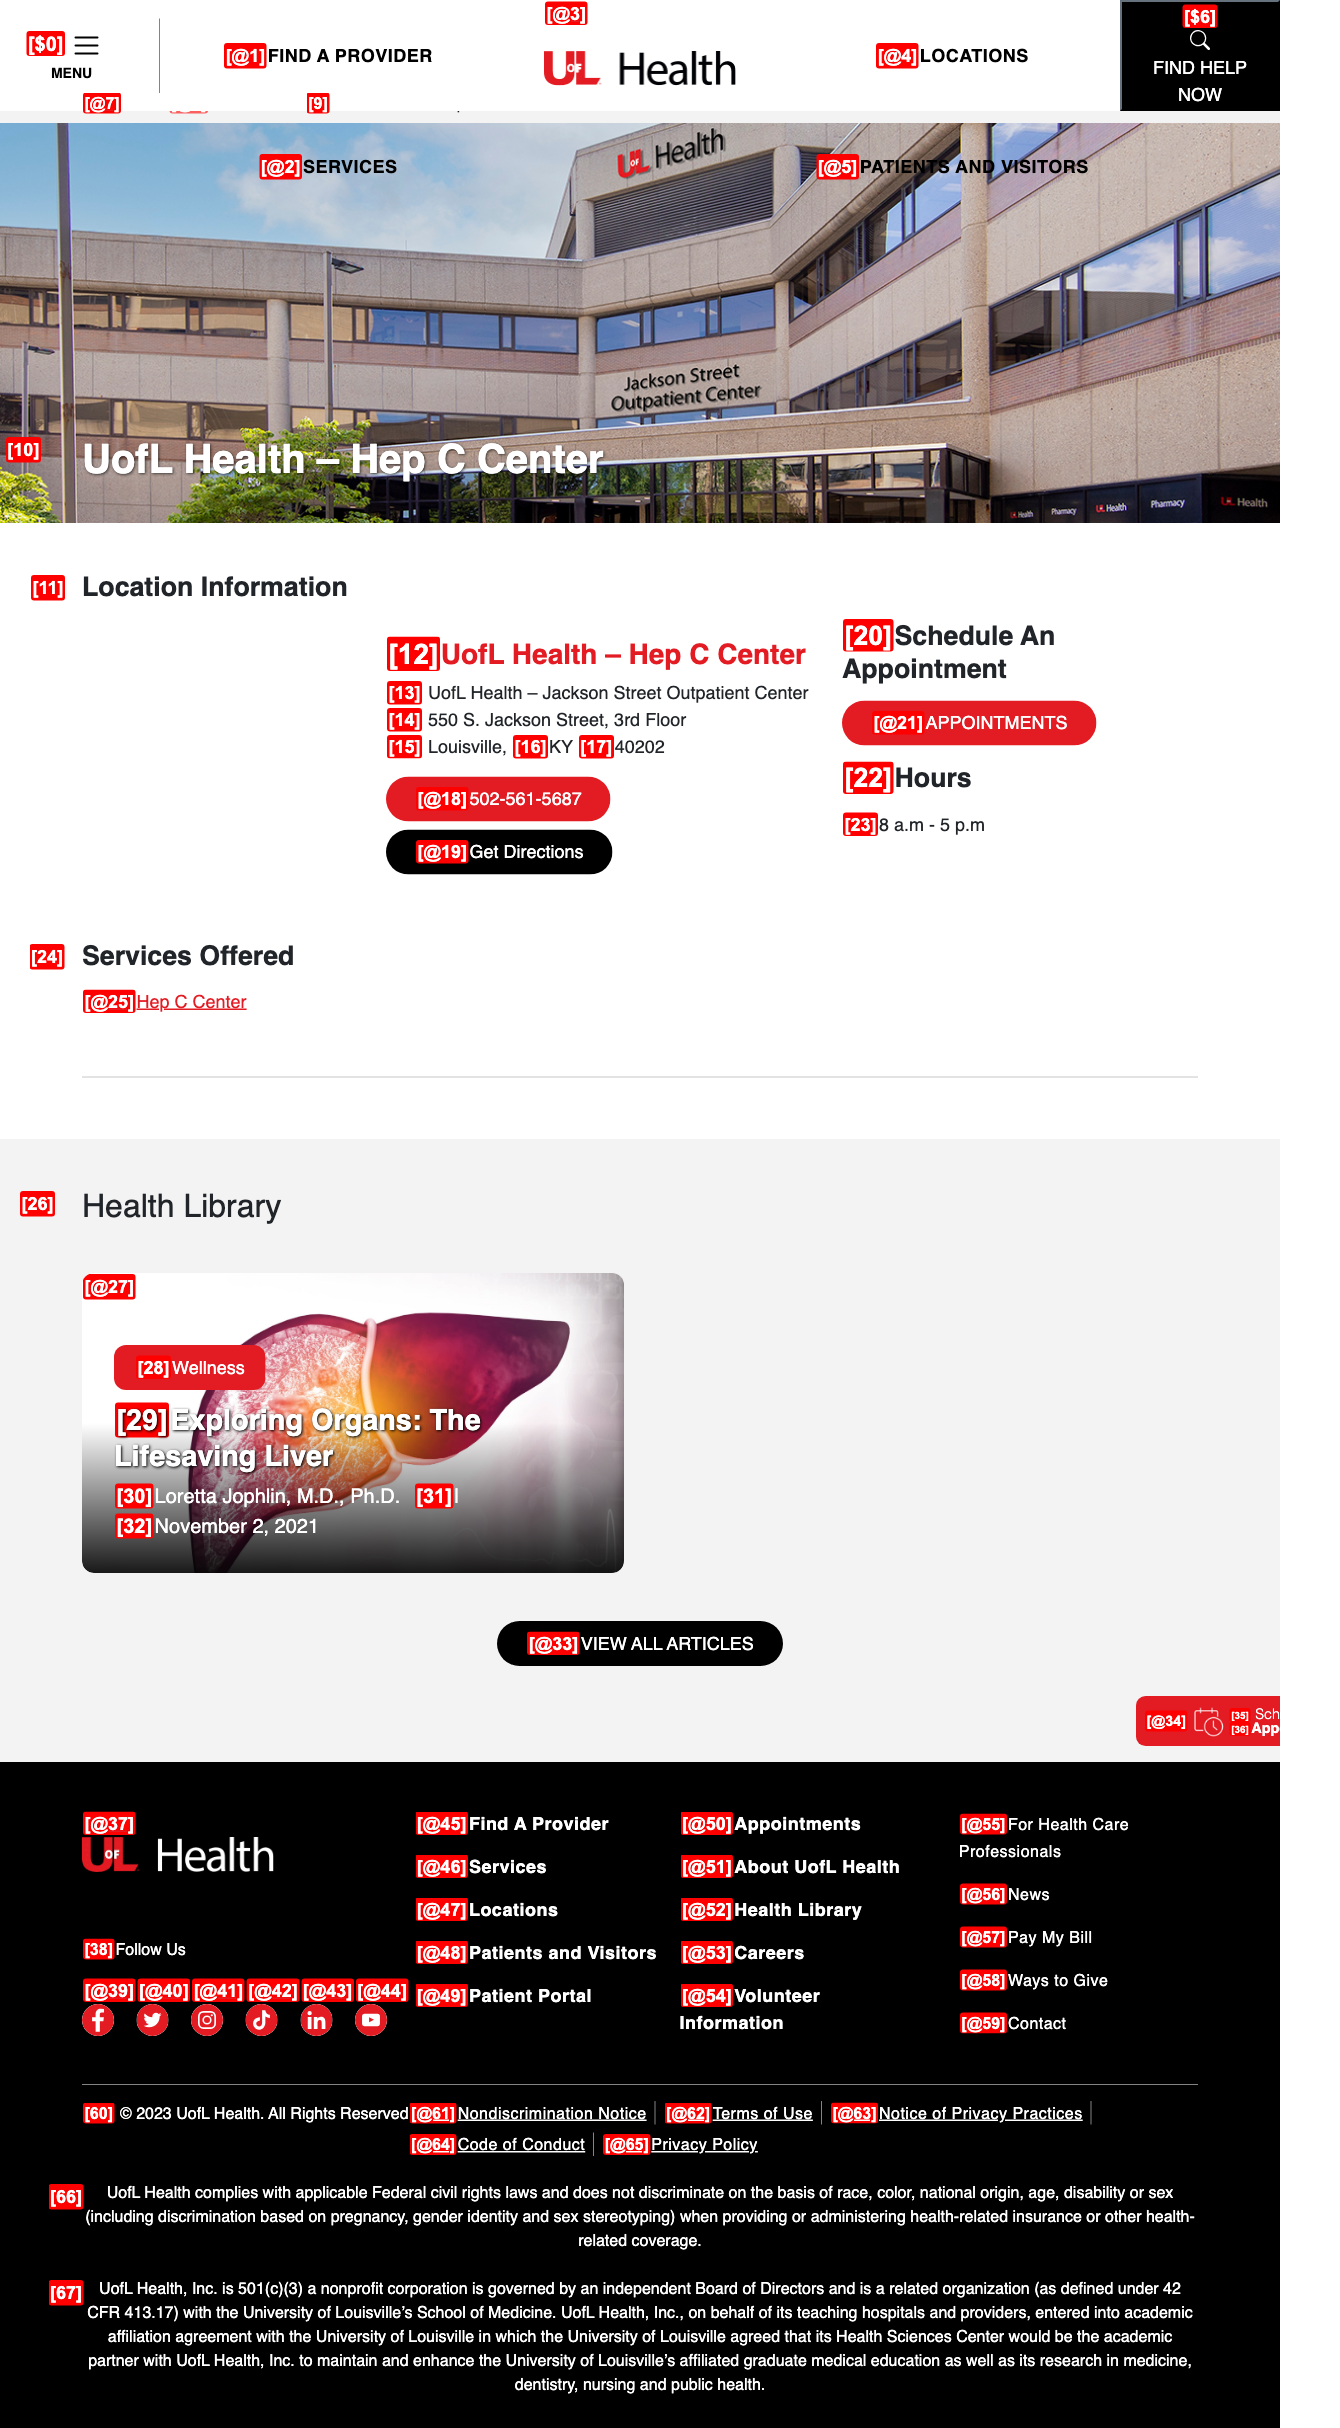 [$0]
MENU
[@1]FIND A PROVIDER
[@3]
UofL Health
[@4]LOCATIONS
[$6]
FIND HELP
NOW
[@7] [9]
[@2]SERVICES
[@5]PATIENTS AND VISITORS
UofL Health
Jackson Street
Outpatient Center
[10] UofL Health – Hep C Center
Health Pharmacy Health Pharmacy Health
[11] Location Information
[12]UofL Health – Hep C Center
[13] UofL Health – Jackson Street Outpatient Center
[14] 550 S. Jackson Street, 3rd Floor
[15] Louisville, [16]KY [17]40202
[@18]502-561-5687
[@19]Get Directions
[20]Schedule An
Appointment
[@21]APPOINTMENTS
[22]Hours
[23]8 a.m - 5 p.m
[24] Services Offered
[@25]Hep C Center
[26] Health Library
[@27]
[28]Wellness
[29]Exploring Organs: The
Lifesaving Liver
[30]Loretta Jophlin, M.D., Ph.D. [31]|
[32]November 2, 2021
[@33]VIEW ALL ARTICLES
[@34] [35] Sch
[36] App
[@37]
UofL Health
[38]Follow Us
[@39] [@40] [@41] [@42] [@43] [@44]
[@45]Find A Provider
[@46]Services
[@47]Locations
[@48]Patients and Visitors
[@49]Patient Portal
[@50]Appointments
[@51]About UofL Health
[@52]Health Library
[@53]Careers
[@54]Volunteer
Information
[@55]For Health Care
Professionals
[@56]News
[@57]Pay My Bill
[@58]Ways to Give
[@59]Contact
[60] © 2023 UofL Health. All Rights Reserved [@61]Nondiscrimination Notice [@62]Terms of Use [@63]Notice of Privacy Practices
[@64]Code of Conduct [@65]Privacy Policy
[66] UofL Health complies with applicable Federal civil rights laws and does not discriminate on the basis of race, color, national origin, age, disability or sex
(including discrimination based on pregnancy, gender identity and sex stereotyping) when providing or administering health-related insurance or other health-
related coverage.
[67] UofL Health, Inc. is 501(c)(3) a nonprofit corporation is governed by an independent Board of Directors and is a related organization (as defined under 42
CFR 413.17) with the University of Louisville’s School of Medicine. UofL Health, Inc., on behalf of its teaching hospitals and providers, entered into academic
affiliation agreement with the University of Louisville in which the University of Louisville agreed that its Health Sciences Center would be the academic
partner with UofL Health, Inc. to maintain and enhance the University of Louisville’s affiliated graduate medical education as well as its research in medicine,
dentistry, nursing and public health.